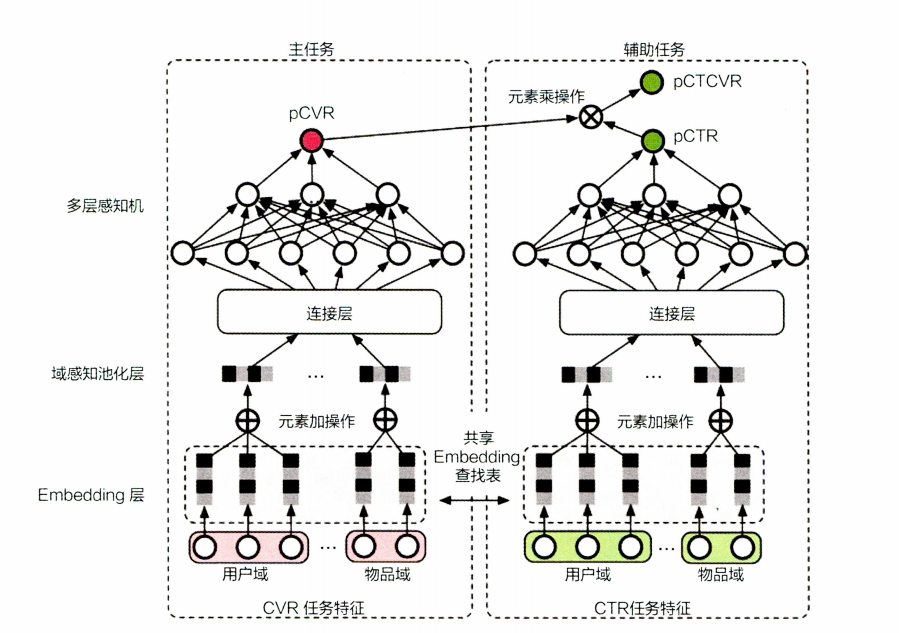 主任务
辅助任务
pCTCVR
元素乘操作
pCVR
pCTR
多层感知机
连接层
连接层
域感知池化层
...
...
元素加操作
元素加操作
共享
Embedding
查找表
Embedding 层
...
...
用户域
物品域
用户域
物品域
CVR 任务特征
CTR任务特征